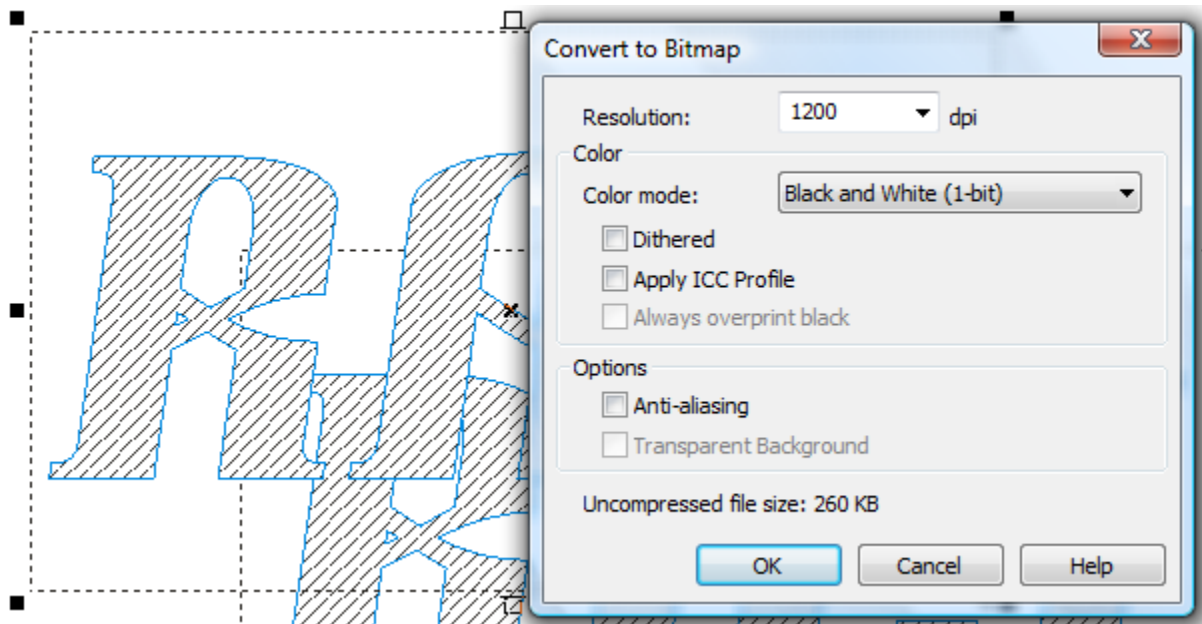 Convert to Bitmap
Resolution: 1200 dpi
Color
Color mode: Black and White (1-bit)
Dithered
Apply ICC Profile
Always overprint black
Options
Anti-aliasing
Transparent Background
Uncompressed file size: 260 KB
OK Cancel Help